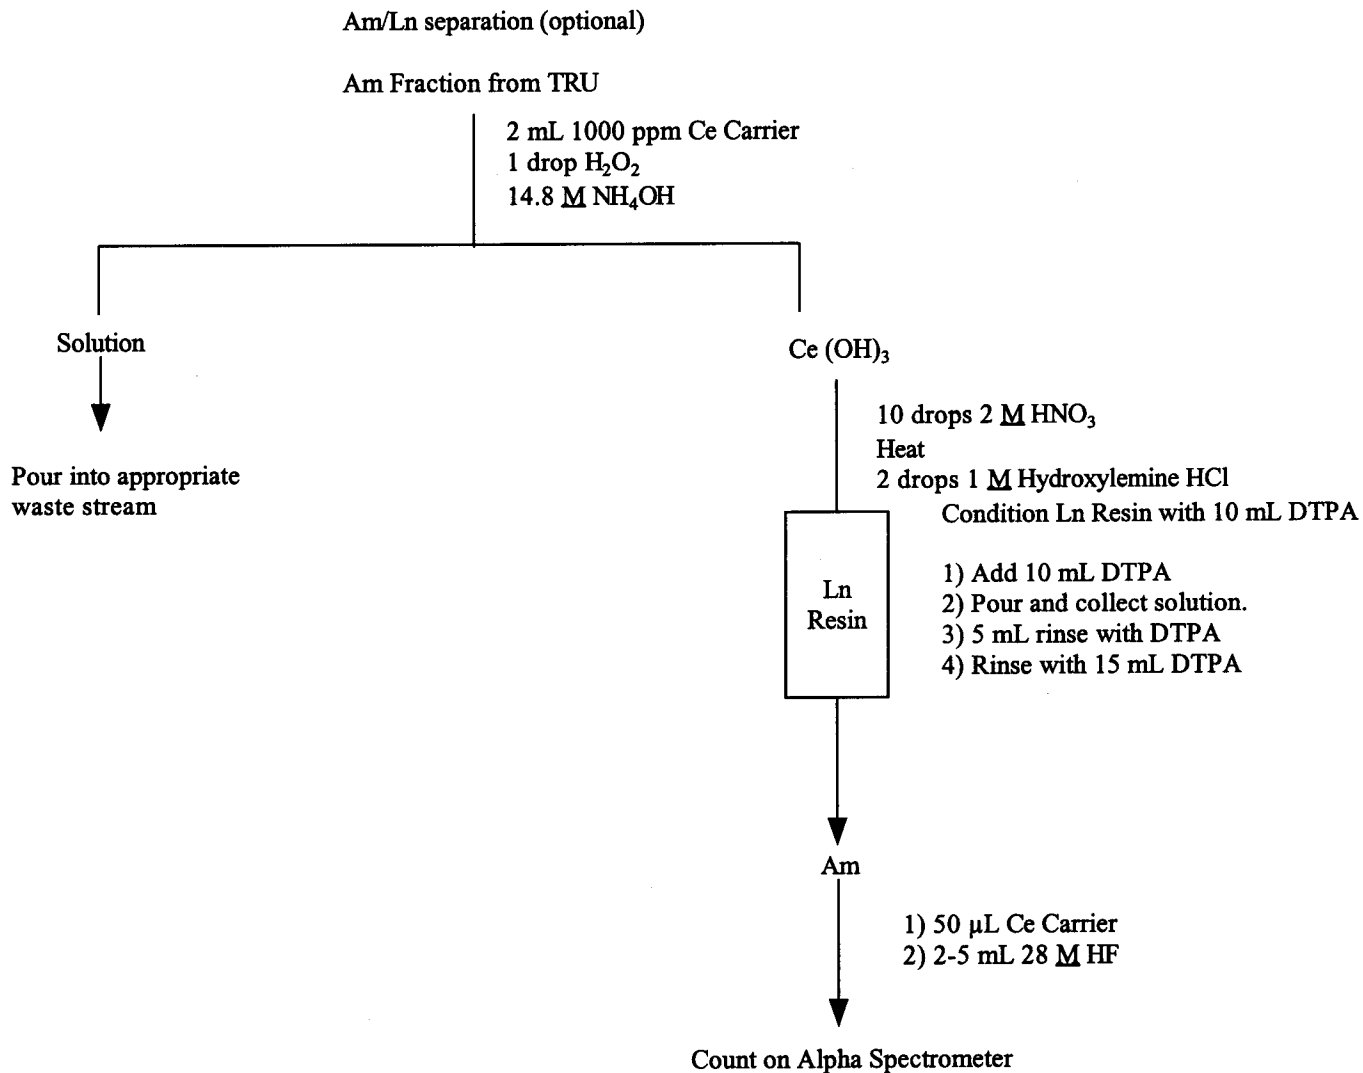 Am/Ln separation (optional)
Am Fraction from TRU
2 mL 1000 ppm Ce Carrier
1 drop H₂O₂
14.8 M NH₄OH
Solution
Pour into appropriate
waste stream
Ce (OH)₃
10 drops 2 M HNO₃
Heat
2 drops 1 M Hydroxylemine HCl
Condition Ln Resin with 10 mL DTPA
Ln
Resin
1) Add 10 mL DTPA
2) Pour and collect solution.
3) 5 mL rinse with DTPA
4) Rinse with 15 mL DTPA
Am
1) 50 µL Ce Carrier
2) 2-5 mL 28 M HF
Count on Alpha Spectrometer